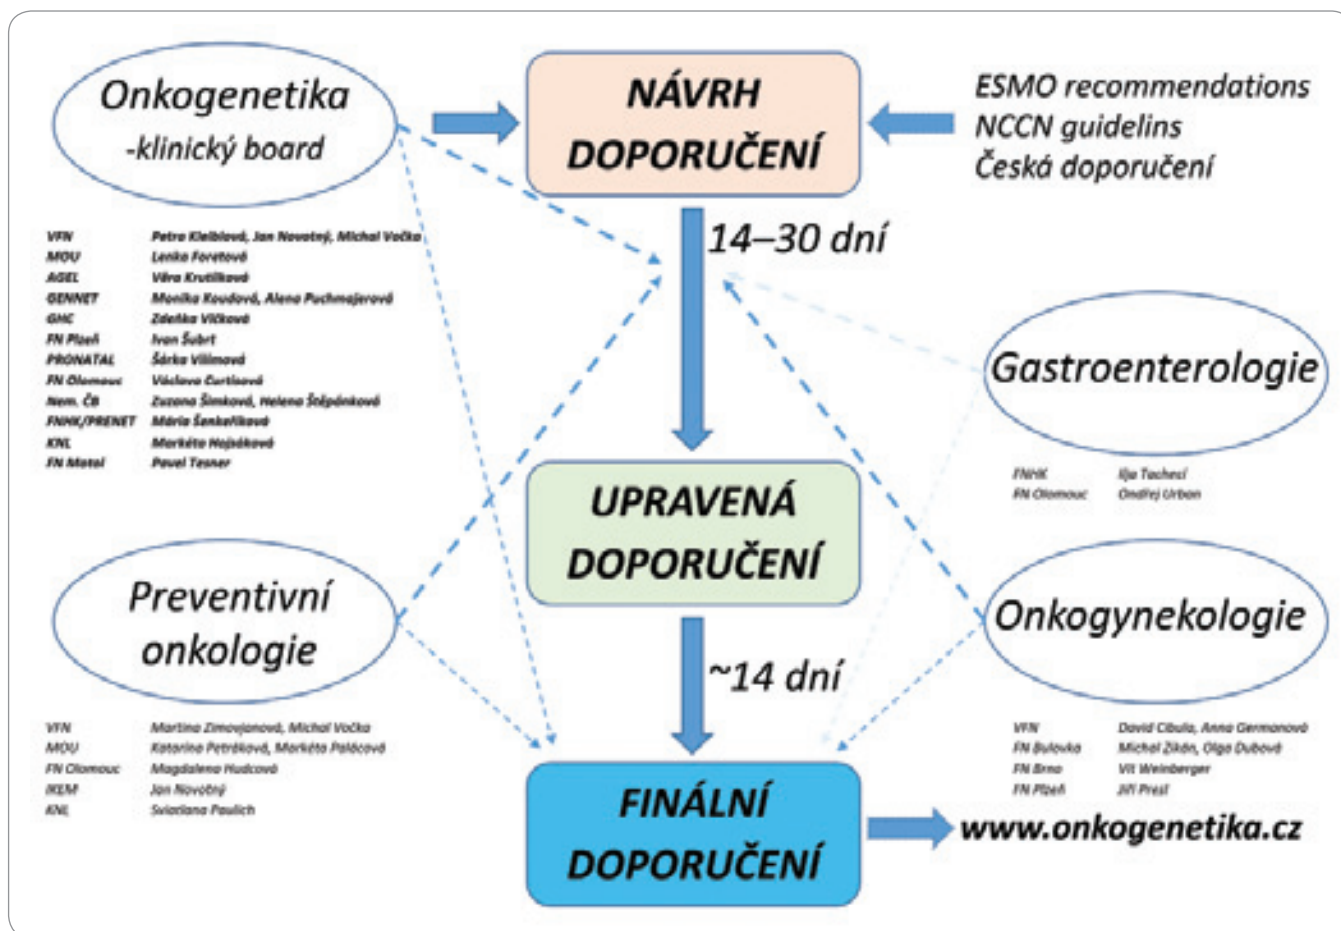 Onkogenetika
-klinický board
NÁVRH
DOPORUČENÍ
ESMO recommendations
NCCN guidelins
Česká doporučení
14–30 dní
VFN Petra Kleiblová, Jan Novotný, Michal Vočka
MOU Lenka Foretová
AGEL Věra Krutílková
GENNET Monika Koudová, Alena Puchmajerová
GHC Zdeňka Vlčková
FN Plzeň Ivan Šubrt
PRONATAL Šárka Vilímová
FN Olomouc Václava Curtisová
Nem. ČB Zuzana Šimková, Helena Štěpánková
FNHK/PRENET Mária Šenkeříková
KNL Markéta Hojsáková
FN Motol Pavel Tesner
Gastroenterologie
FNHK Ilja Tachecí
FN Olomouc Ondřej Urban
UPRAVENÁ
DOPORUČENÍ
Preventivní
onkologie
VFN Martina Zimovjanová, Michal Vočka
MOU Katarína Petráková, Markéta Palácová
FN Olomouc Magdalena Hudcová
IKEM Jan Novotný
KNL Sviatlana Paulich
Onkogynekologie
VFN David Cibula, Anna Germanová
FN Bulovka Michal Zikán, Olga Dubová
FN Brno Vít Weinberger
FN Plzeň Jiří Presl
~14 dní
FINÁLNÍ
DOPORUČENÍ
www.onkogenetika.cz